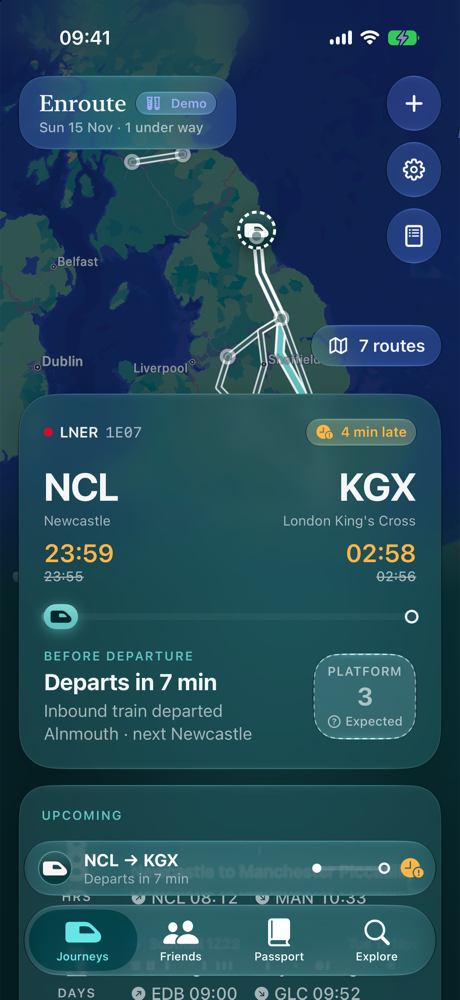 09:41
Enroute Demo
Sun 15 Nov · 1 under way
Belfast
Dublin
Liverpool
Sheffield
7 routes
LNER 1E07
4 min late
NCL KGX
Newcastle London King's Cross
23:59 02:58
23:55 02:56
BEFORE DEPARTURE
Departs in 7 min
Inbound train departed
Alnmouth · next Newcastle
PLATFORM
3
Expected
UPCOMING
NCL → KGX
Departs in 7 min
HRS NCL 08:12 MAN 10:33
Journeys Friends Passport Explore
DAYS EDB 09:00 GLC 09:52